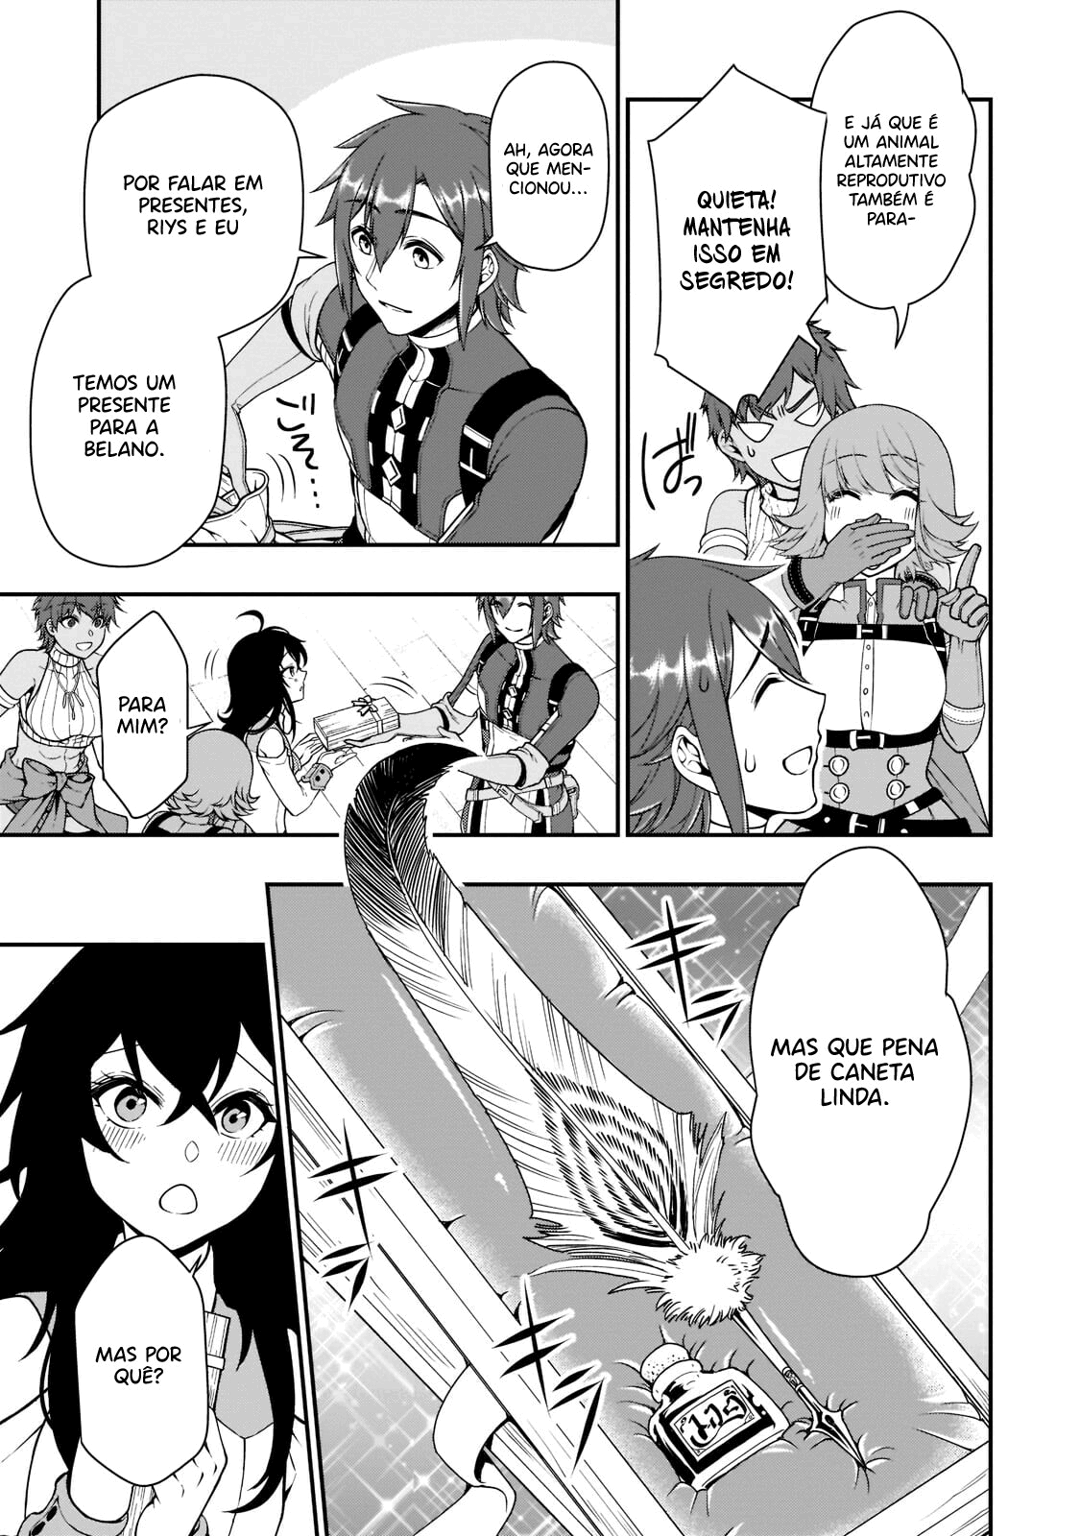 E JÁ QUE É
UM ANIMAL
ALTAMENTE
REPRODUTIVO
TAMBÉM É
PARA-
QUIETA!
MANTENHA
ISSO EM
SEGREDO!
ばっ
AH, AGORA
QUE MEN-
CIONOU...
POR FALAR EM
PRESENTES,
RIYS E EU
TEMOS UM
PRESENTE
PARA A
BELANO.
PARA
MIM?
MAS QUE PENA
DE CANETA
LINDA.
MAS POR
QUÊ?